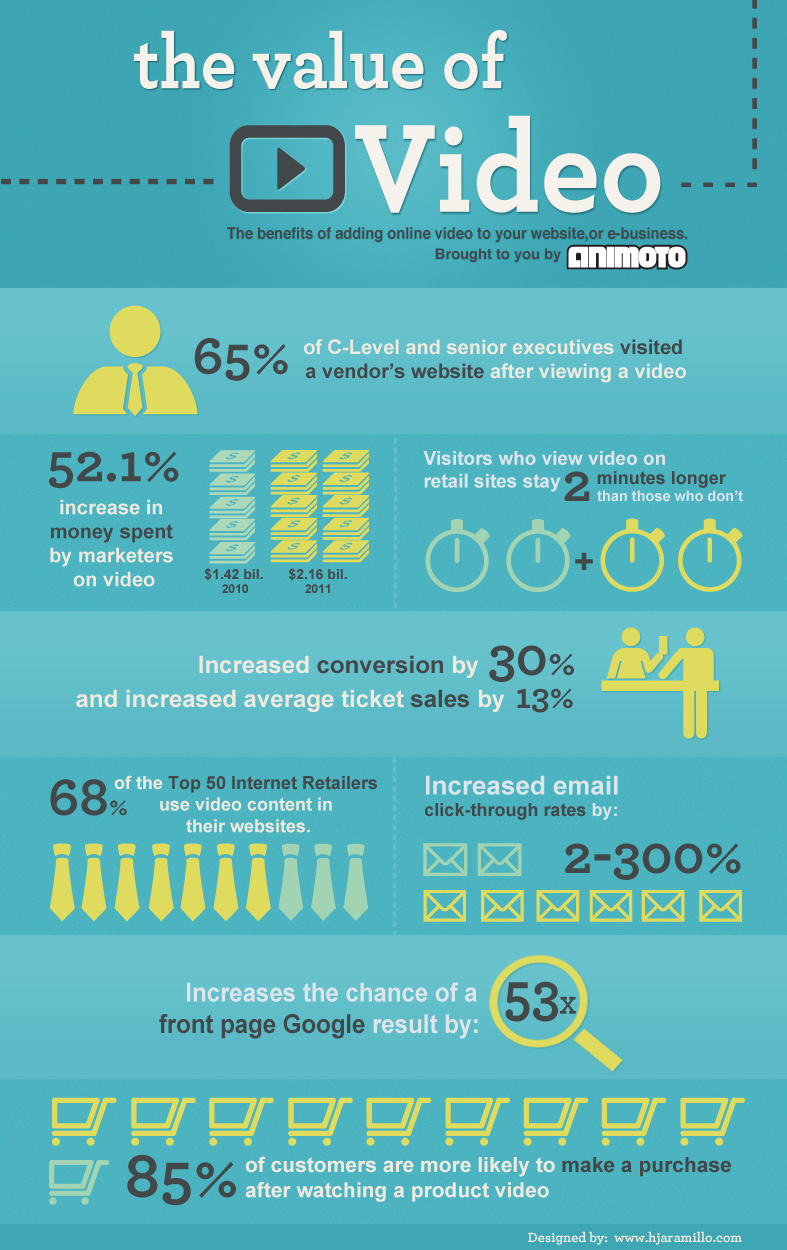 the value of
Video
The benefits of adding online video to your website,or e-business.
Brought to you by ANIMOTO
65% of C-Level and senior executives visited
a vendor's website after viewing a video
52.1%
increase in
money spent
by marketers
on video
$ $ $
$ $ $
$ $ $
$ $ $
$ $ $
$1.42 bil.
2010
$2.16 bil.
2011
Visitors who view video on
retail sites stay 2 minutes longer
than those who don't
+
Increased conversion by 30%
and increased average ticket sales by 13%
68% of the Top 50 Internet Retailers
use video content in
their websites.
Increased email
click-through rates by:
2-300%
Increases the chance of a
front page Google result by:
53x
85% of customers are more likely to make a purchase
after watching a product video
Designed by: www.hjaramillo.com